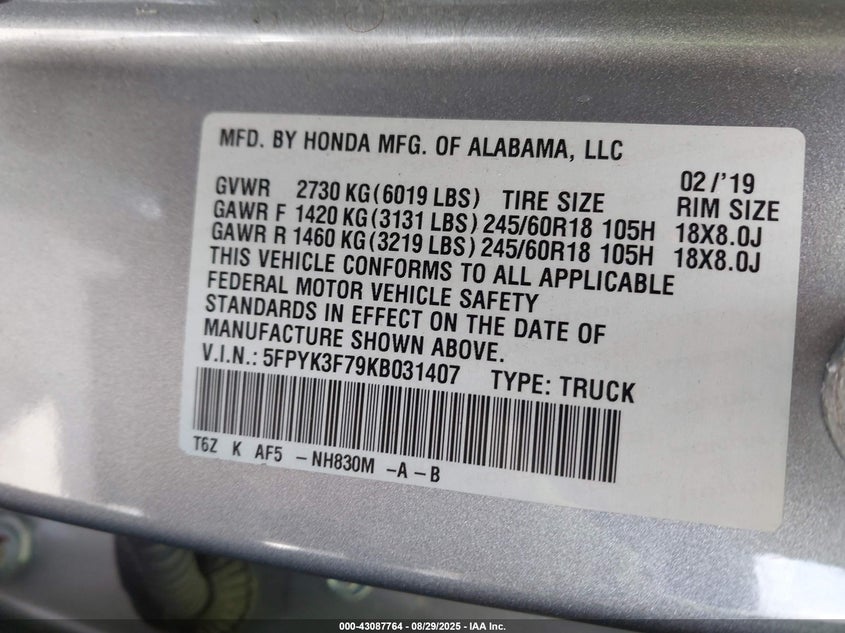 MFD. BY HONDA MFG. OF ALABAMA, LLC
02 /'19
GVWR 2730 KG (6019 LBS) TIRE SIZE RIM SIZE
GAWR F 1420 KG (3131 LBS) 245/60R18 105H 18X8.0J
GAWR R 1460 KG (3219 LBS) 245/60R18 105H 18X8.0J
THIS VEHICLE CONFORMS TO ALL APPLICABLE
FEDERAL MOTOR VEHICLE SAFETY
STANDARDS IN EFFECT ON THE DATE OF
MANUFACTURE SHOWN ABOVE.
V.I.N.: 5FPYK3F79KB031407 TYPE: TRUCK
T6Z K AF5 - NH830M - A - B
000-43087764 - 08/29/2025 - IAA Inc.